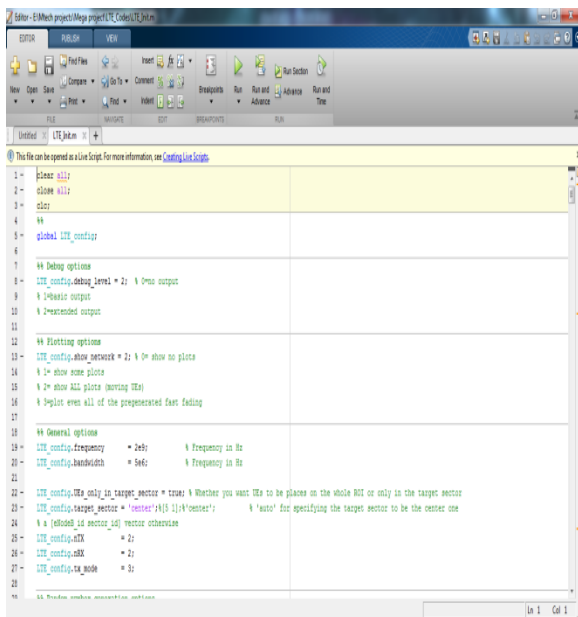 Editor - E:\Mtech projects\Mega project\LTE_Codes\LTE_Init.m
EDITOR PUBLISH VIEW
New Open Save
Find Files
Compare
Print
Go To
Find
Insert
Comment
Indent
Breakpoints
Run
Run and Advance
Run Section
Advance
Run and Time
FILE NAVIGATE EDIT BREAKPOINTS RUN
Untitled LTE_Init.m
This file can be opened as a Live Script. For more information, see Creating Live Scripts.
1 clear all;
2 close all;
3 clc;
4 %%
5 global LTE_config;
6
7 %% Debug options
8 LTE_config.debug_level = 2; % 0=no output
9 % 1=basic output
10 % 2=extended output
11
12 %% Plotting options
13 LTE_config.show_network = 2; % 0= show no plots
14 % 1= show some plots
15 % 2= show ALL plots (moving UEs)
16 % 3=plot even all of the pregenerated fast fading
17
18 %% General options
19 LTE_config.frequency = 2e9; % Frequency in Hz
20 LTE_config.bandwidth = 5e6; % Frequency in Hz
21
22 LTE_config.UEs_only_in_target_sector = true; % Whether you want UEs to be places on the whole ROI or only in the target sector
23 LTE_config.target_sector = 'center';%[5 1];%'center'; % 'auto' for specifying the target sector to be the center one
24 % a [eNodeB_id sector_id] vector otherwise
25 LTE_config.nTX = 2;
26 LTE_config.nRX = 2;
27 LTE_config.tx_mode = 3;
28
Ln 1 Col 1